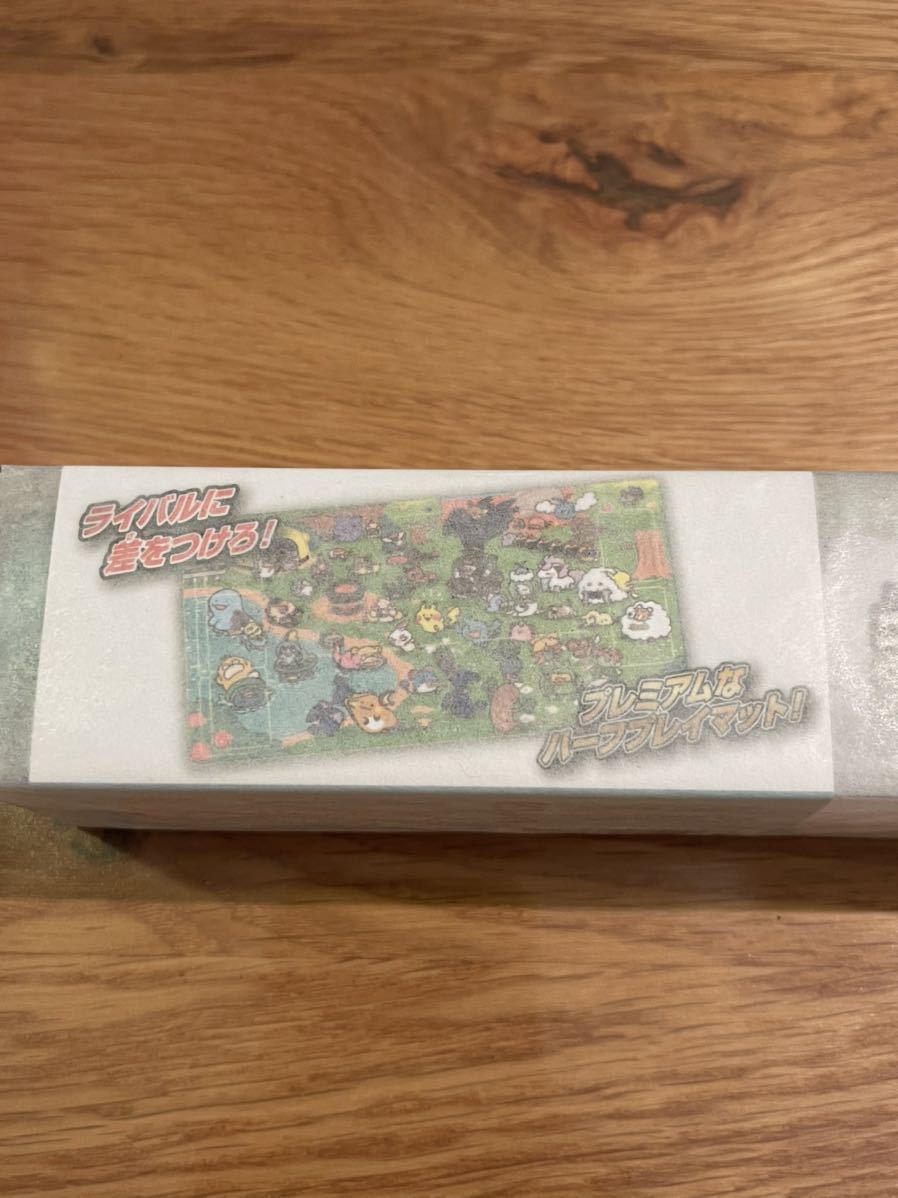 ライバルに
差をつけろ!
プレミアムな
ハーフプレイマット!